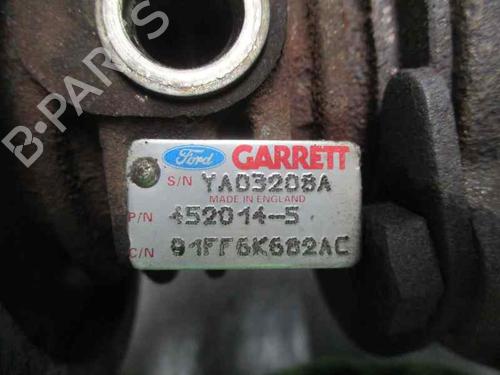 B-PARTS
Ford GARRETT
S/N YA03208A
MADE IN ENGLAND
P/N 452014-5
C/N 91FF6K682AC